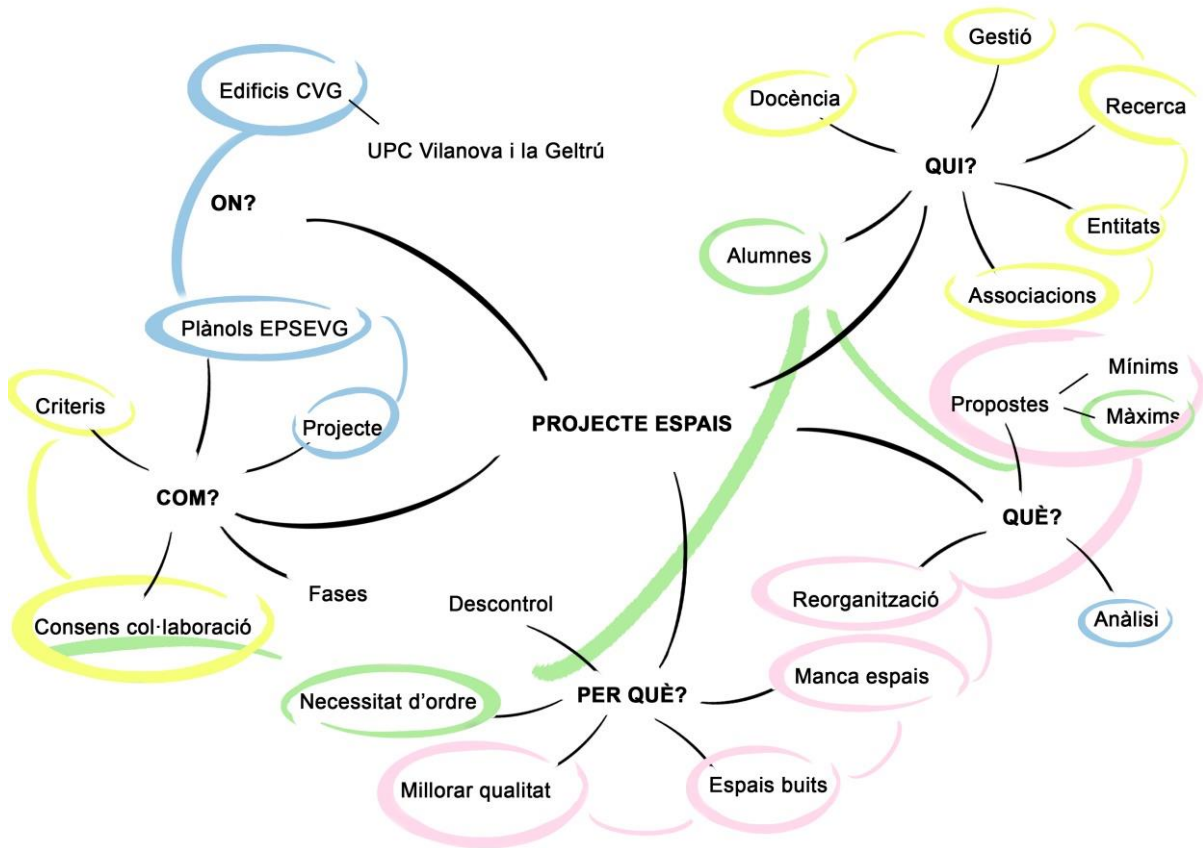 Gestió
Edificis CVG
Docència
Recerca
UPC Vilanova i la Geltrú
QUI?
ON?
Entitats
Alumnes
Associacions
Plànols EPSEVG
Mínims
Criteris
Propostes
Màxims
Projecte
PROJECTE ESPAIS
COM?
QUÈ?
Fases
Descontrol
Reorganització
Anàlisi
Consens col·laboració
Manca espais
Necessitat d'ordre
PER QUÈ?
Millorar qualitat
Espais buits